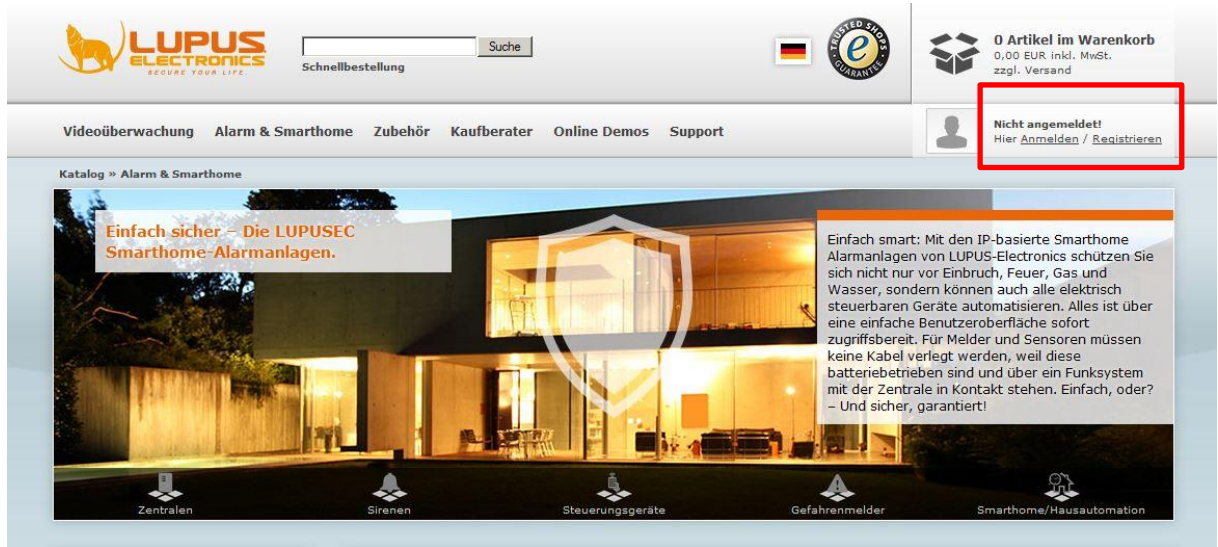 LUPUS
ELECTRONICS
SECURE YOUR LIFE.
Suche
Schnellbestellung
TRUSTED SHOPS
e
GUARANTEE
0 Artikel im Warenkorb
0,00 EUR inkl. MwSt.
zzgl. Versand
Videoüberwachung Alarm & Smarthome Zubehör Kaufberater Online Demos Support
Nicht angemeldet!
Hier Anmelden / Registrieren
Katalog » Alarm & Smarthome
Einfach sicher – Die LUPUSEC
Smarthome-Alarmanlagen.
Einfach smart: Mit den IP-basierte Smarthome
Alarmanlagen von LUPUS-Electronics schützen Sie
sich nicht nur vor Einbruch, Feuer, Gas und
Wasser, sondern können auch alle elektrisch
steuerbaren Geräte automatisieren. Alles ist über
eine einfache Benutzeroberfläche sofort
zugriffsbereit. Für Melder und Sensoren müssen
keine Kabel verlegt werden, weil diese
batteriebetrieben sind und über ein Funksystem
mit der Zentrale in Kontakt stehen. Einfach, oder?
– Und sicher, garantiert!
Zentralen Sirenen Steuerungsgeräte Gefahrenmelder Smarthome/Hausautomation